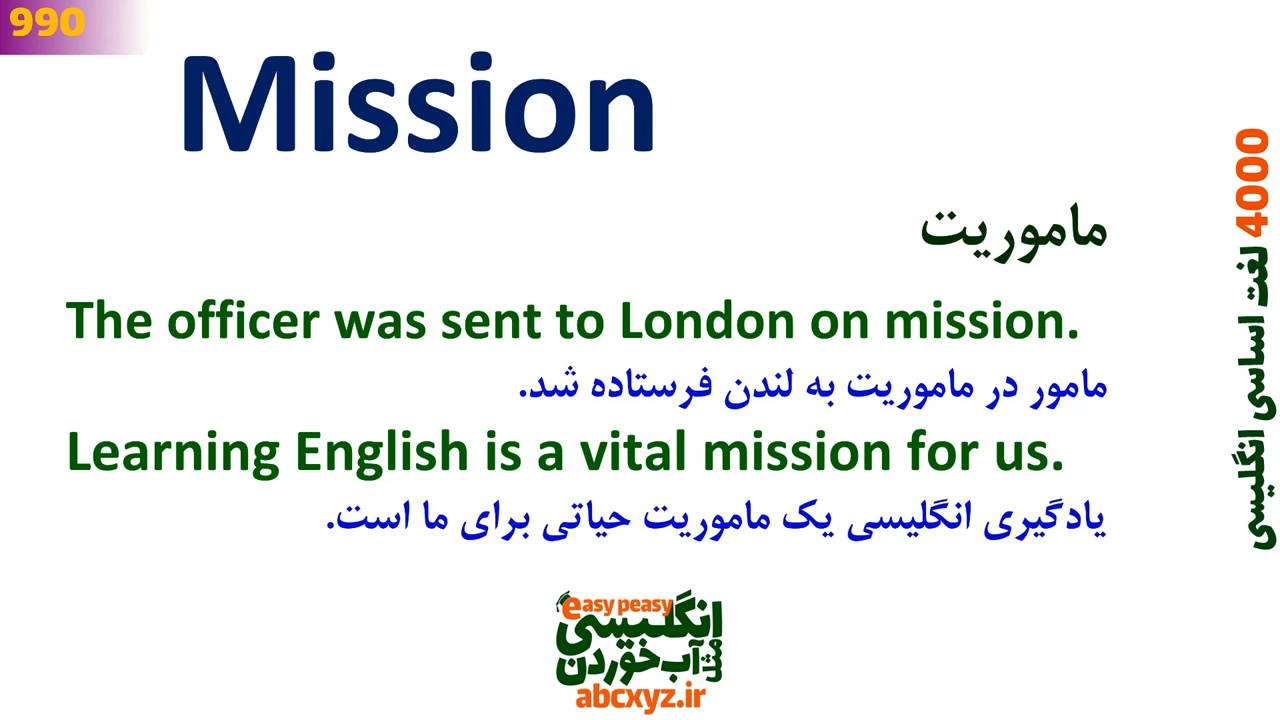 990
Mission
ماموریت
The officer was sent to London on mission.
مامور در ماموریت به لندن فرستاده شد.
Learning English is a vital mission for us.
یادگیری انگلیسی یک ماموریت حیاتی برای ما است.
4000 لغت اساسی انگلیسی
easy peasy
انگلیسی
مثل آب خوردن
abcxyz.ir